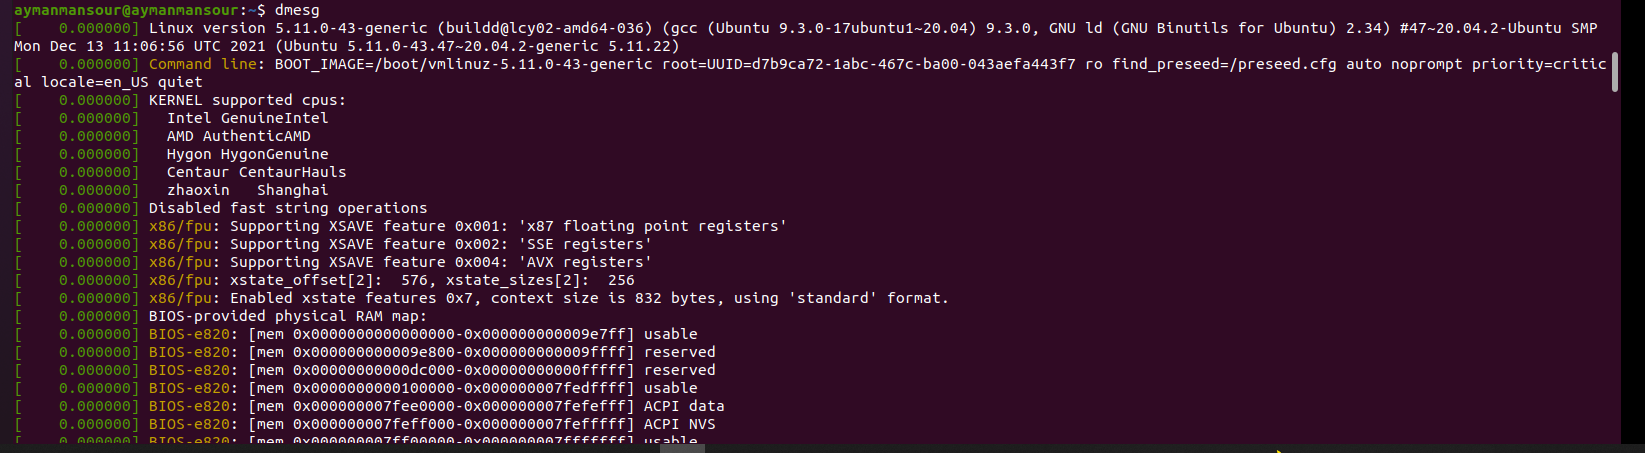 aymanmansour@aymanmansour:~$ dmesg
[    0.000000] Linux version 5.11.0-43-generic (buildd@lcy02-amd64-036) (gcc (Ubuntu 9.3.0-17ubuntu1~20.04) 9.3.0, GNU ld (GNU Binutils for Ubuntu) 2.34) #47~20.04.2-Ubuntu SMP
Mon Dec 13 11:06:56 UTC 2021 (Ubuntu 5.11.0-43.47~20.04.2-generic 5.11.22)
[    0.000000] Command line: BOOT_IMAGE=/boot/vmlinuz-5.11.0-43-generic root=UUID=d7b9ca72-1abc-467c-ba00-043aefa443f7 ro find_preseed=/preseed.cfg auto noprompt priority=critic
al locale=en_US quiet
[    0.000000] KERNEL supported cpus:
[    0.000000]   Intel GenuineIntel
[    0.000000]   AMD AuthenticAMD
[    0.000000]   Hygon HygonGenuine
[    0.000000]   Centaur CentaurHauls
[    0.000000]   zhaoxin   Shanghai
[    0.000000] Disabled fast string operations
[    0.000000] x86/fpu: Supporting XSAVE feature 0x001: 'x87 floating point registers'
[    0.000000] x86/fpu: Supporting XSAVE feature 0x002: 'SSE registers'
[    0.000000] x86/fpu: Supporting XSAVE feature 0x004: 'AVX registers'
[    0.000000] x86/fpu: xstate_offset[2]:  576, xstate_sizes[2]:  256
[    0.000000] x86/fpu: Enabled xstate features 0x7, context size is 832 bytes, using 'standard' format.
[    0.000000] BIOS-provided physical RAM map:
[    0.000000] BIOS-e820: [mem 0x0000000000000000-0x000000000009e7ff] usable
[    0.000000] BIOS-e820: [mem 0x000000000009e800-0x000000000009ffff] reserved
[    0.000000] BIOS-e820: [mem 0x00000000000dc000-0x00000000000fffff] reserved
[    0.000000] BIOS-e820: [mem 0x0000000000100000-0x000000007fedffff] usable
[    0.000000] BIOS-e820: [mem 0x000000007fee0000-0x000000007fefefff] ACPI data
[    0.000000] BIOS-e820: [mem 0x000000007feff000-0x000000007fefffff] ACPI NVS
[    0.000000] BIOS-e820: [mem 0x000000007ff00000-0x000000007fffffff] usable